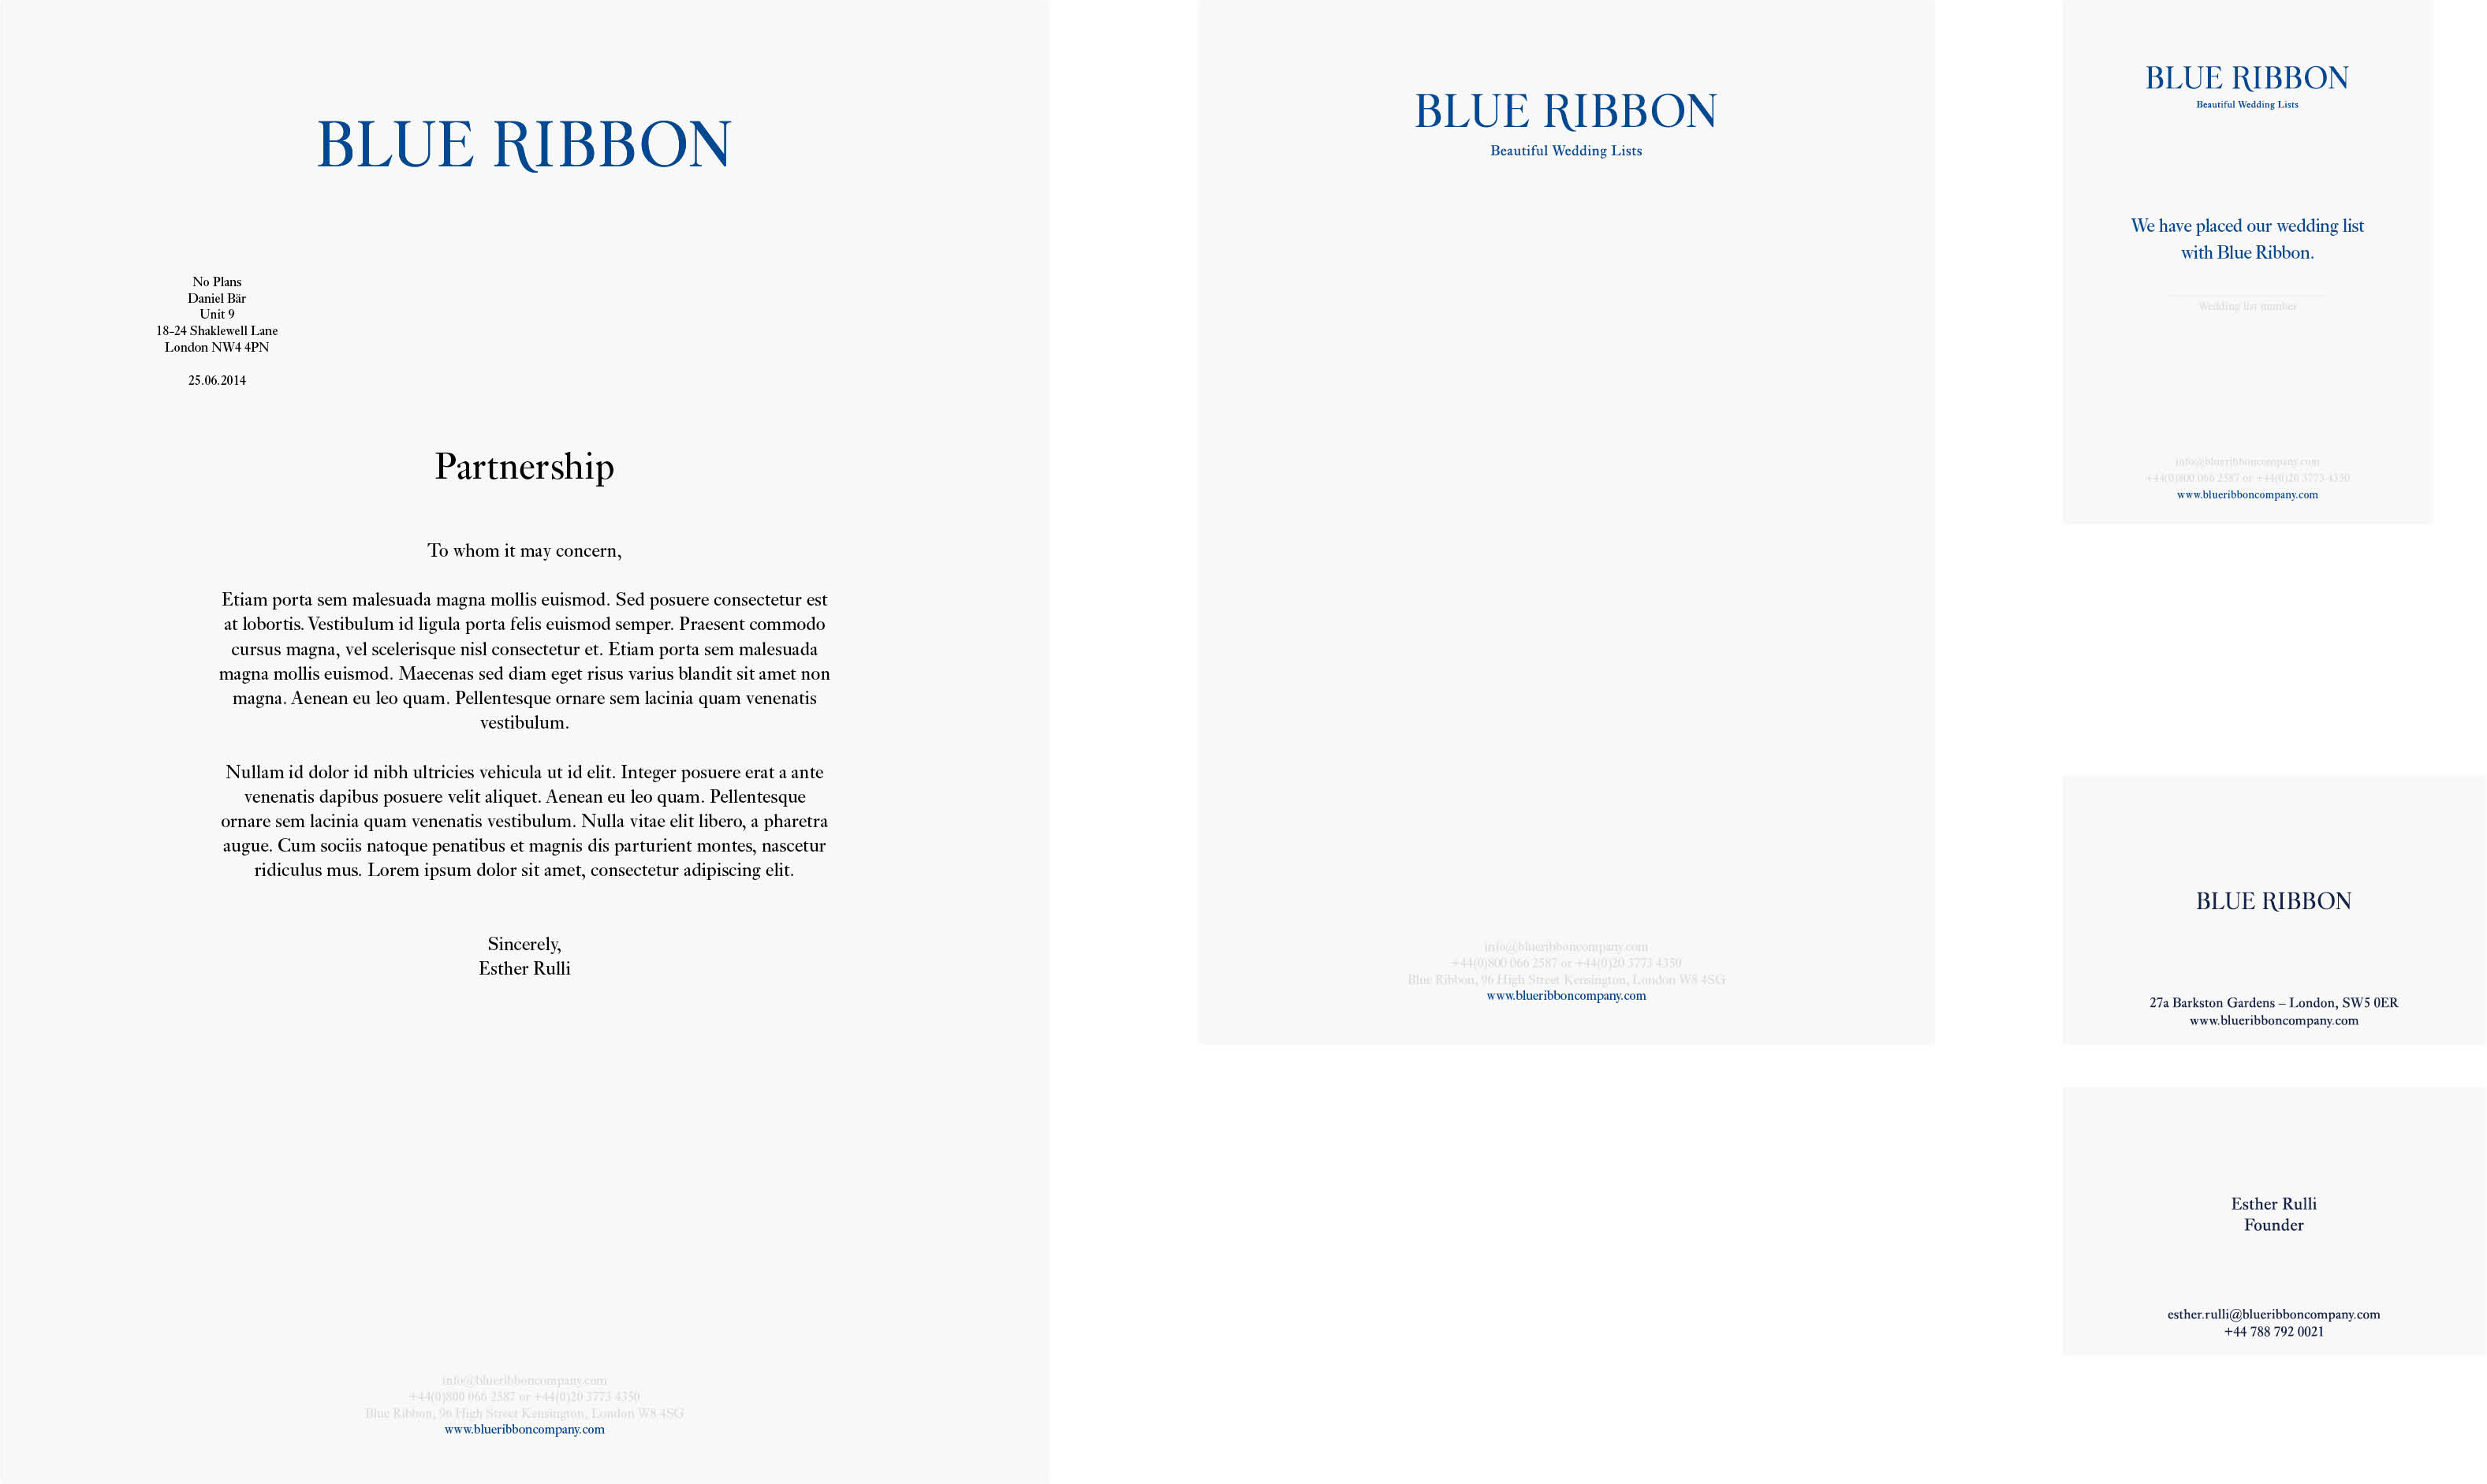 BLUE RIBBON
No Plans
Daniel Bär
Unit 9
18-24 Shaklewell Lane
London NW4 4PN
25.06.2014
Partnership
To whom it may concern,
Etiam porta sem malesuada magna mollis euismod. Sed posuere consectetur est
at lobortis. Vestibulum id ligula porta felis euismod semper. Praesent commodo
cursus magna, vel scelerisque nisl consectetur et. Etiam porta sem malesuada
magna mollis euismod. Maecenas sed diam eget risus varius blandit sit amet non
magna. Aenean eu leo quam. Pellentesque ornare sem lacinia quam venenatis
vestibulum.
Nullam id dolor id nibh ultricies vehicula ut id elit. Integer posuere erat a ante
venenatis dapibus posuere velit aliquet. Aenean eu leo quam. Pellentesque
ornare sem lacinia quam venenatis vestibulum. Nulla vitae elit libero, a pharetra
augue. Cum sociis natoque penatibus et magnis dis parturient montes, nascetur
ridiculus mus. Lorem ipsum dolor sit amet, consectetur adipiscing elit.
Sincerely,
Esther Rulli
info@blueribboncompany.com
+44(0)800 066 2587 or +44(0)20 3773 4350
Blue Ribbon, 96 High Street Kensington, London W8 4SG
www.blueribboncompany.com
BLUE RIBBON
Beautiful Wedding Lists
info@blueribboncompany.com
+44(0)800 066 2587 or +44(0)20 3773 4350
Blue Ribbon, 96 High Street Kensington, London W8 4SG
www.blueribboncompany.com
BLUE RIBBON
Beautiful Wedding Lists
We have placed our wedding list
with Blue Ribbon.
Wedding list number
info@blueribboncompany.com
+44(0)800 066 2587 or +44(0)20 3773 4350
www.blueribboncompany.com
BLUE RIBBON
27a Barkston Gardens – London, SW5 0ER
www.blueribboncompany.com
Esther Rulli
Founder
esther.rulli@blueribboncompany.com
+44 788 792 0021